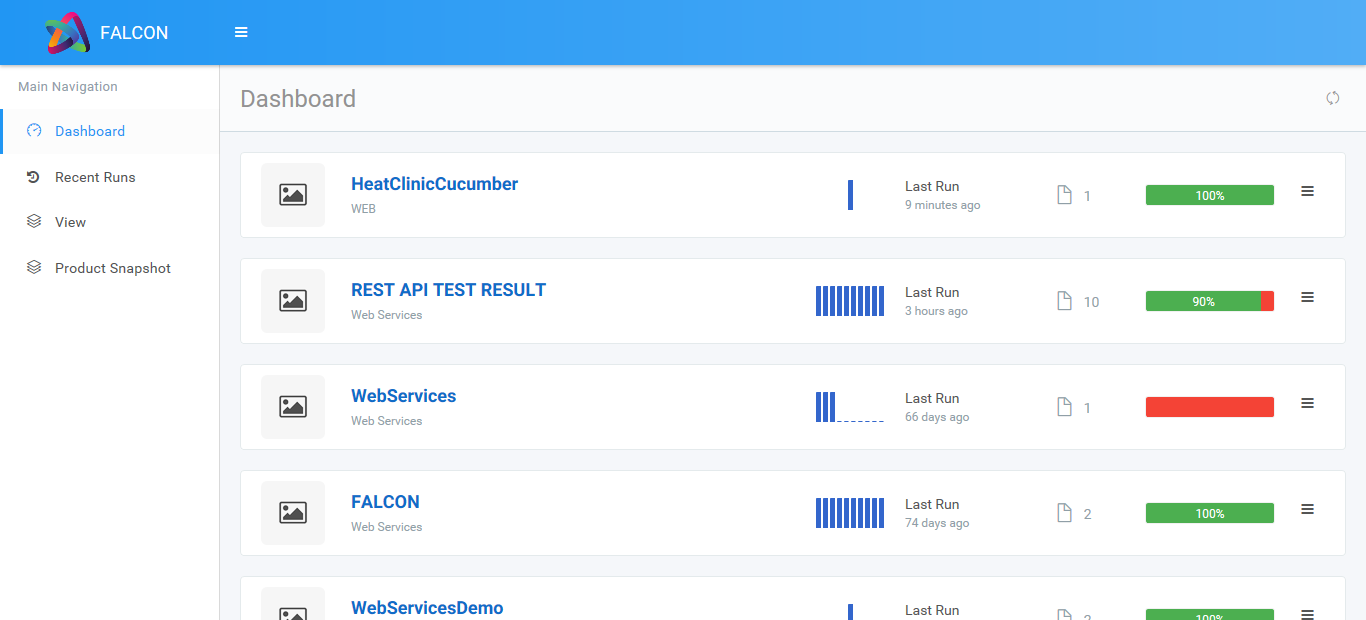 FALCON
Main Navigation
Dashboard
Recent Runs
View
Product Snapshot
Dashboard
HeatClinicCucumber
WEB
Last Run
9 minutes ago
1
100%
REST API TEST RESULT
Web Services
Last Run
3 hours ago
10
90%
WebServices
Web Services
Last Run
66 days ago
1
FALCON
Web Services
Last Run
74 days ago
2
100%
WebServicesDemo
Last Run
2
100%